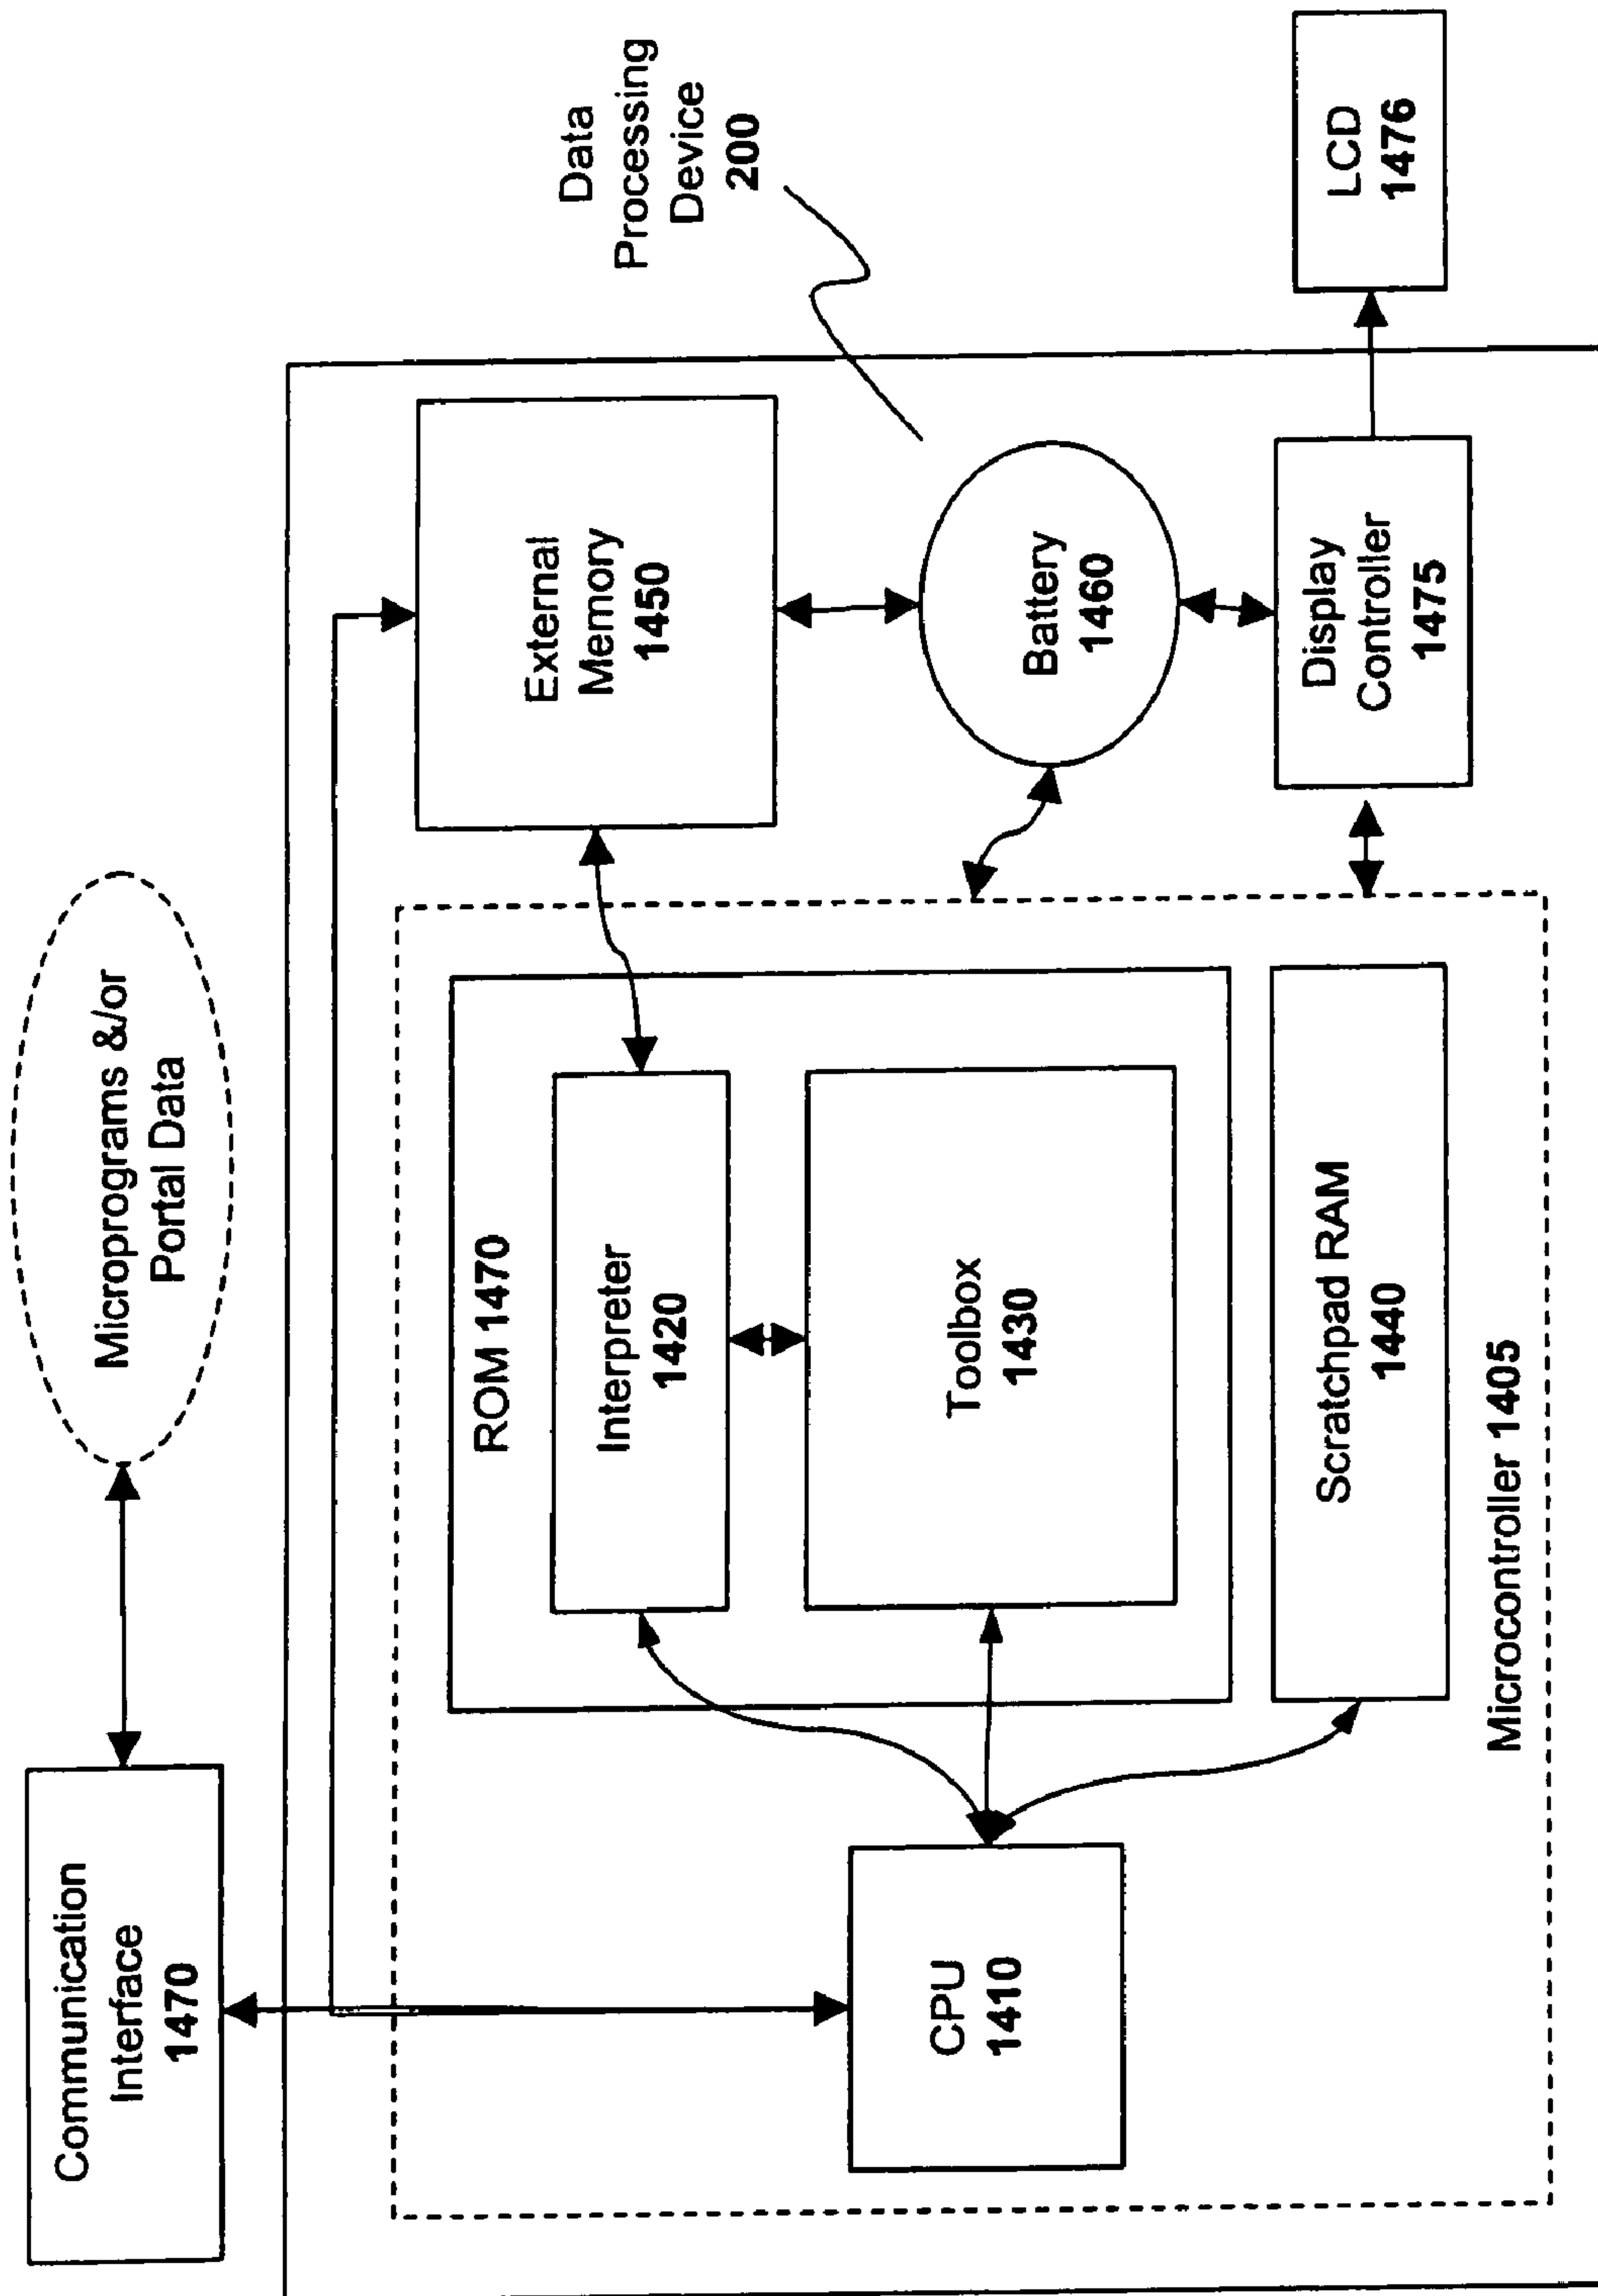 Communication
Interface
1470
Microprograms &/or
Portal Data
Data
Processing
Device
200
ROM 1470
Interpreter
1420
External
Memory
1450
CPU
1410
Toolbox
1430
Battery
1460
Scratchpad RAM
1440
Display
Controller
1475
LCD
1476
Microcontroller 1405